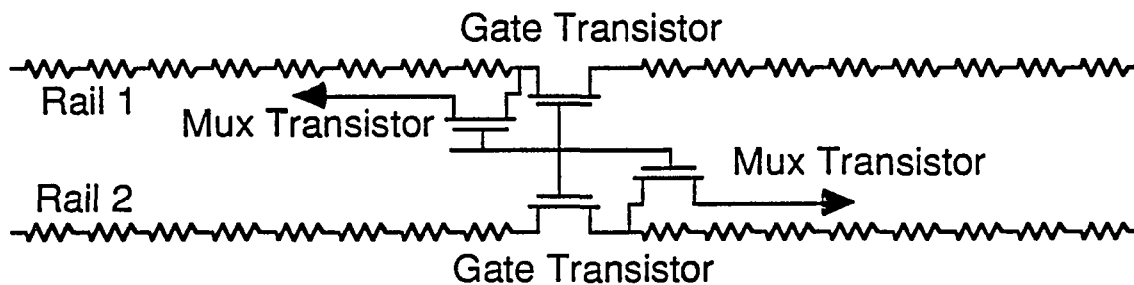 Gate Transistor
Rail 1
Mux Transistor
Mux Transistor
Rail 2
Gate Transistor